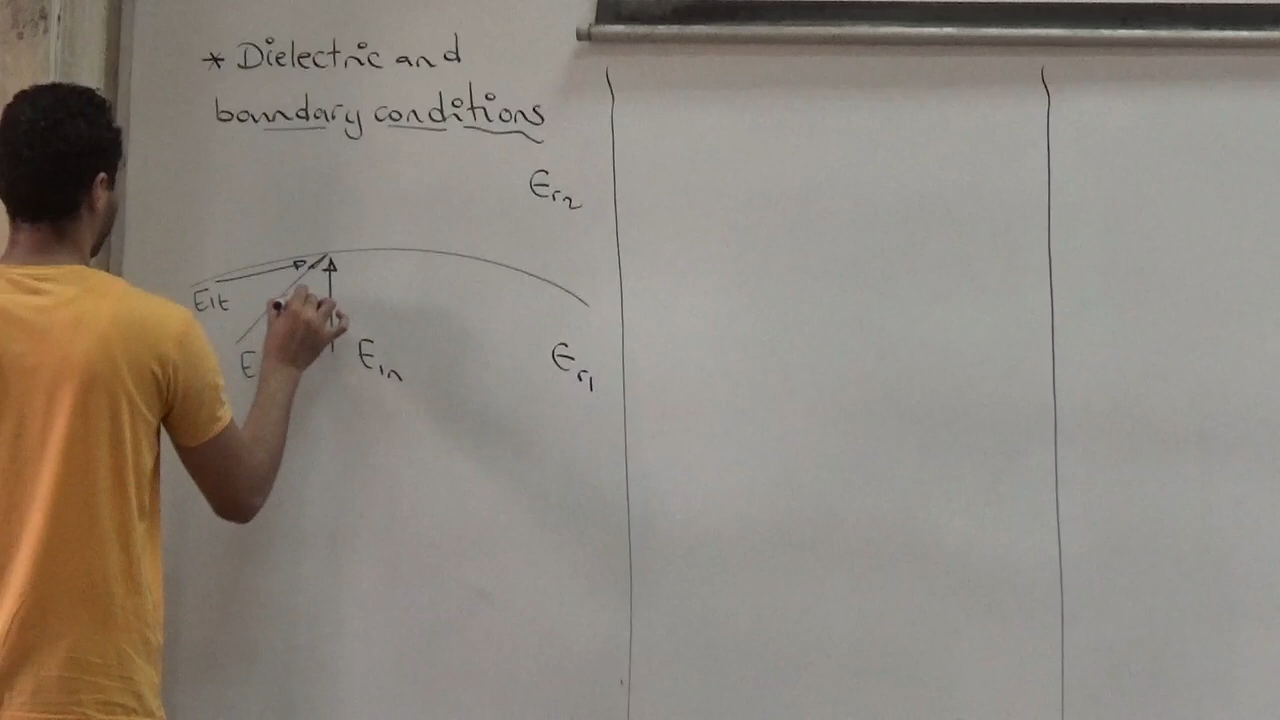 * Dielectric and
boundary conditions
Er2
E1t
E
E1n
Er1